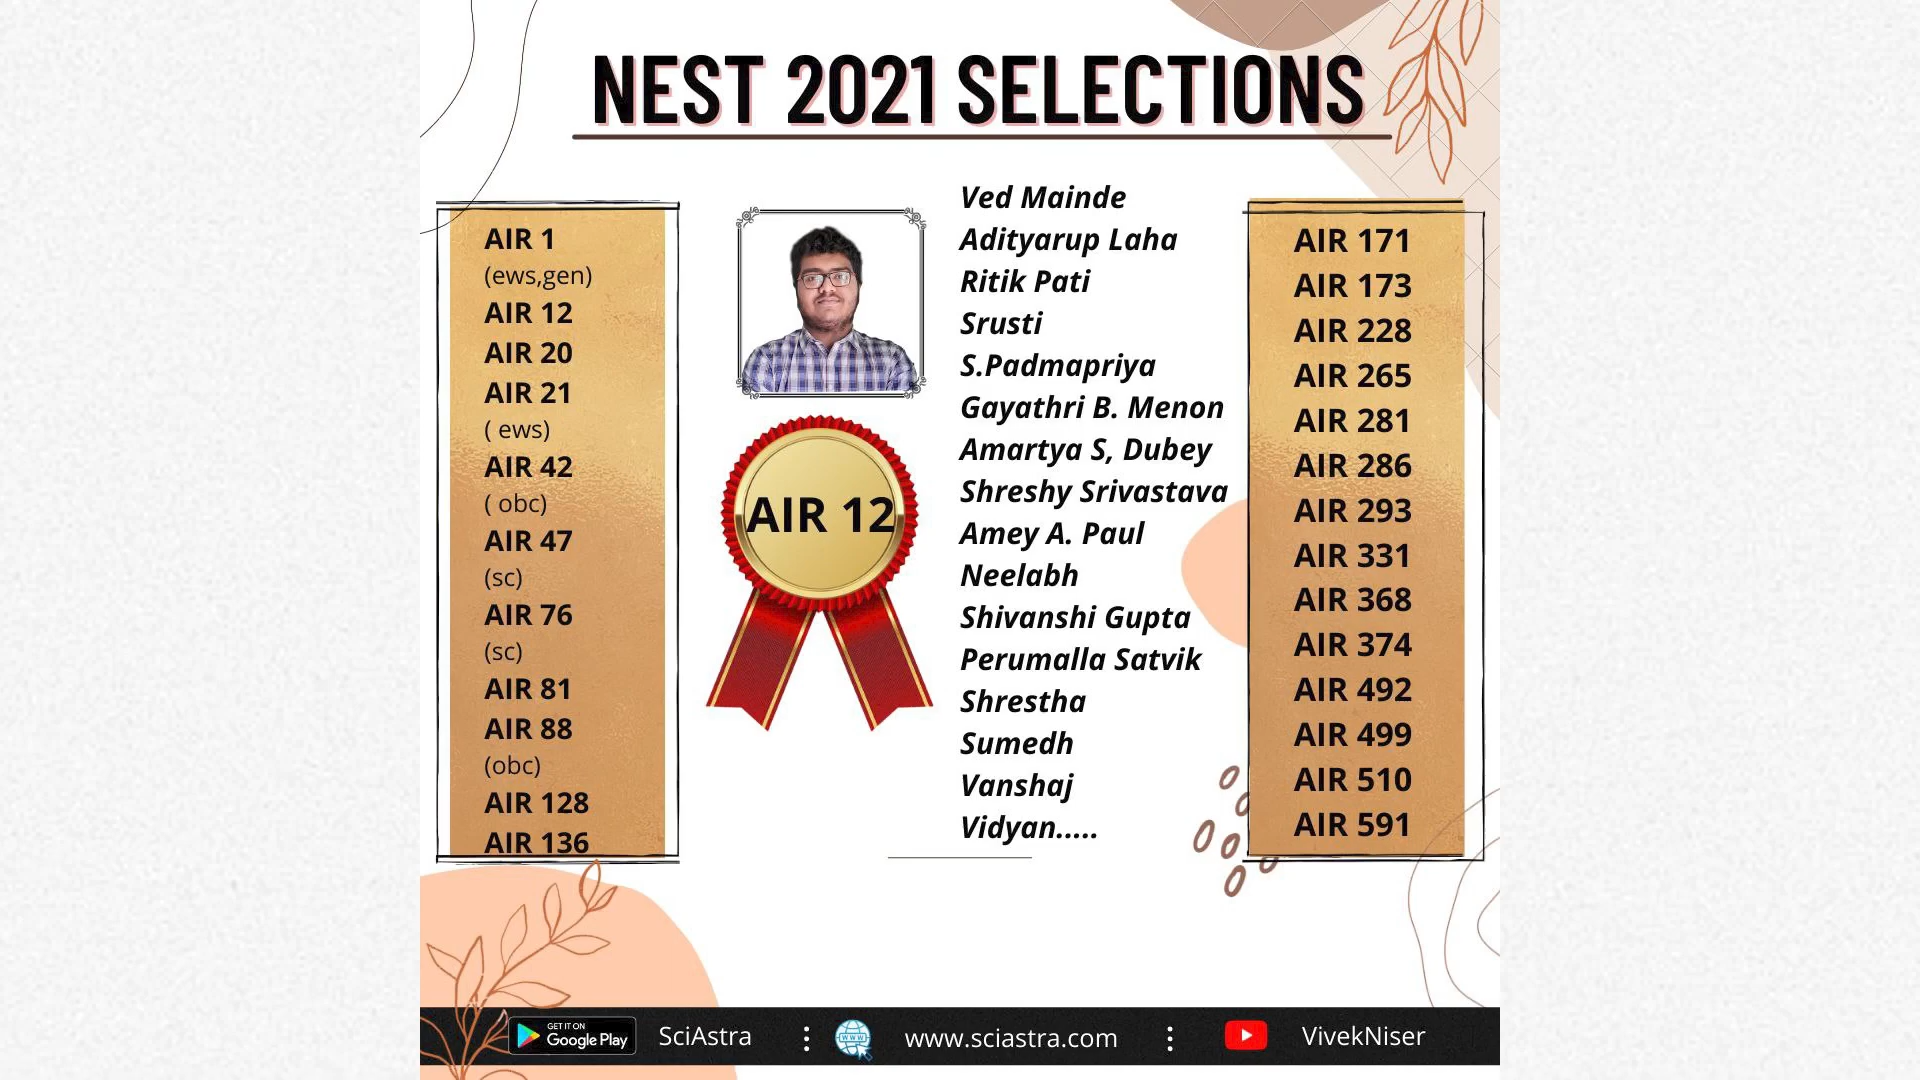 NEST 2021 SELECTIONS
AIR 1
(ews,gen)
AIR 12
AIR 20
AIR 21
( ews)
AIR 42
( obc)
AIR 47
(sc)
AIR 76
(sc)
AIR 81
AIR 88
(obc)
AIR 128
AIR 136
AIR 12
Ved Mainde
Adityarup Laha
Ritik Pati
Srusti
S.Padmapriya
Gayathri B. Menon
Amartya S, Dubey
Shreshy Srivastava
Amey A. Paul
Neelabh
Shivanshi Gupta
Perumalla Satvik
Shrestha
Sumedh
Vanshaj
Vidyan.....
AIR 171
AIR 173
AIR 228
AIR 265
AIR 281
AIR 286
AIR 293
AIR 331
AIR 368
AIR 374
AIR 492
AIR 499
AIR 510
AIR 591
GET IT ON
Google Play
SciAstra
WWW
www.sciastra.com
VivekNiser